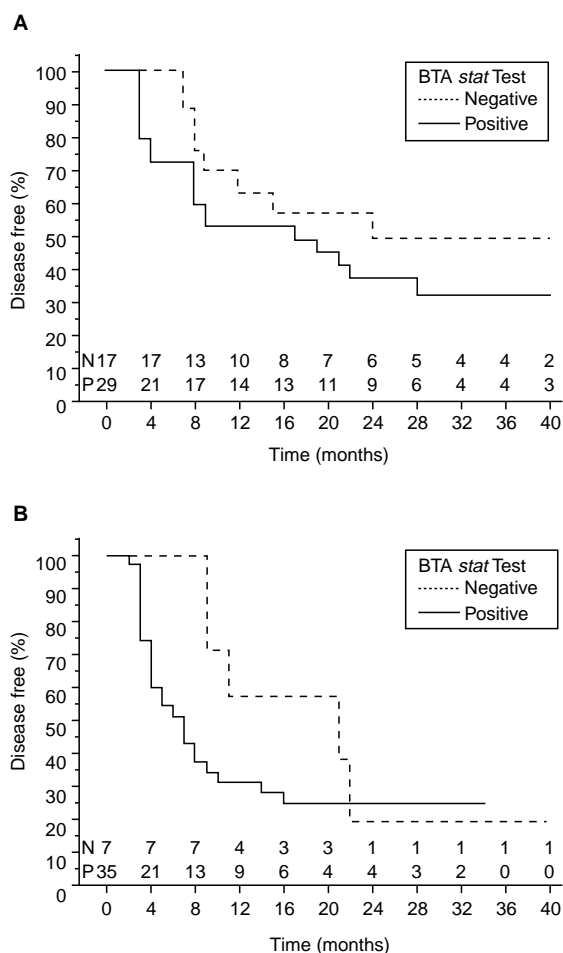 A
BTA stat Test
Negative
Positive
Disease free (%)
100
90
80
70
60
50
40
30
20
10
0
N 17 17 13 10 8 7 6 5 4 4 2
P 29 21 17 14 13 11 9 6 4 4 3
0 4 8 12 16 20 24 28 32 36 40
Time (months)
B
BTA stat Test
Negative
Positive
Disease free (%)
100
90
80
70
60
50
40
30
20
10
0
N 7 7 7 4 3 3 1 1 1 1 1
P 35 21 13 9 6 4 4 3 2 0 0
0 4 8 12 16 20 24 28 32 36 40
Time (months)